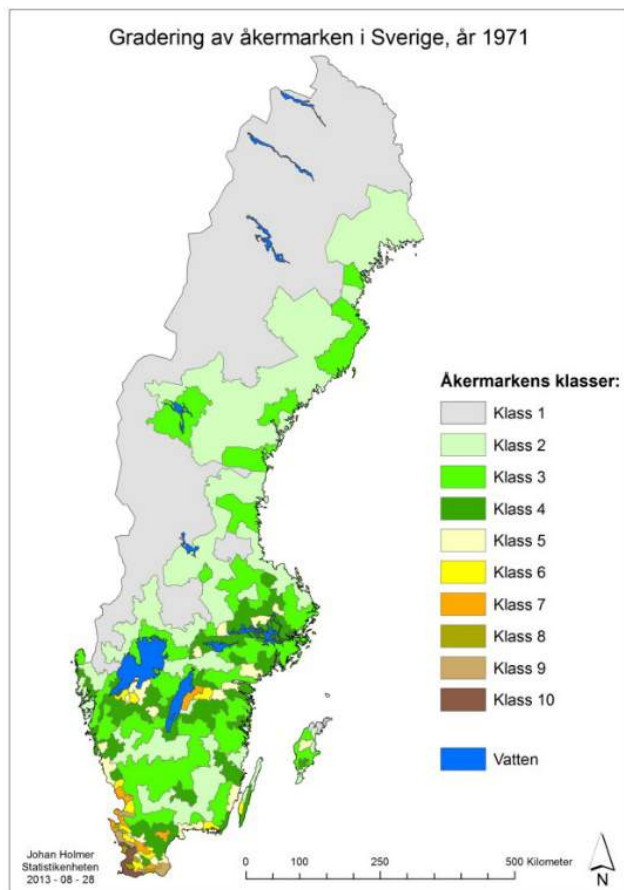 Gradering av åkermarken i Sverige, år 1971
Åkermarkens klasser:
Klass 1
Klass 2
Klass 3
Klass 4
Klass 5
Klass 6
Klass 7
Klass 8
Klass 9
Klass 10
Vatten
Johan Holmer
Statistikenheten
2013 - 08 - 28
0 100 250 500 Kilometer
N